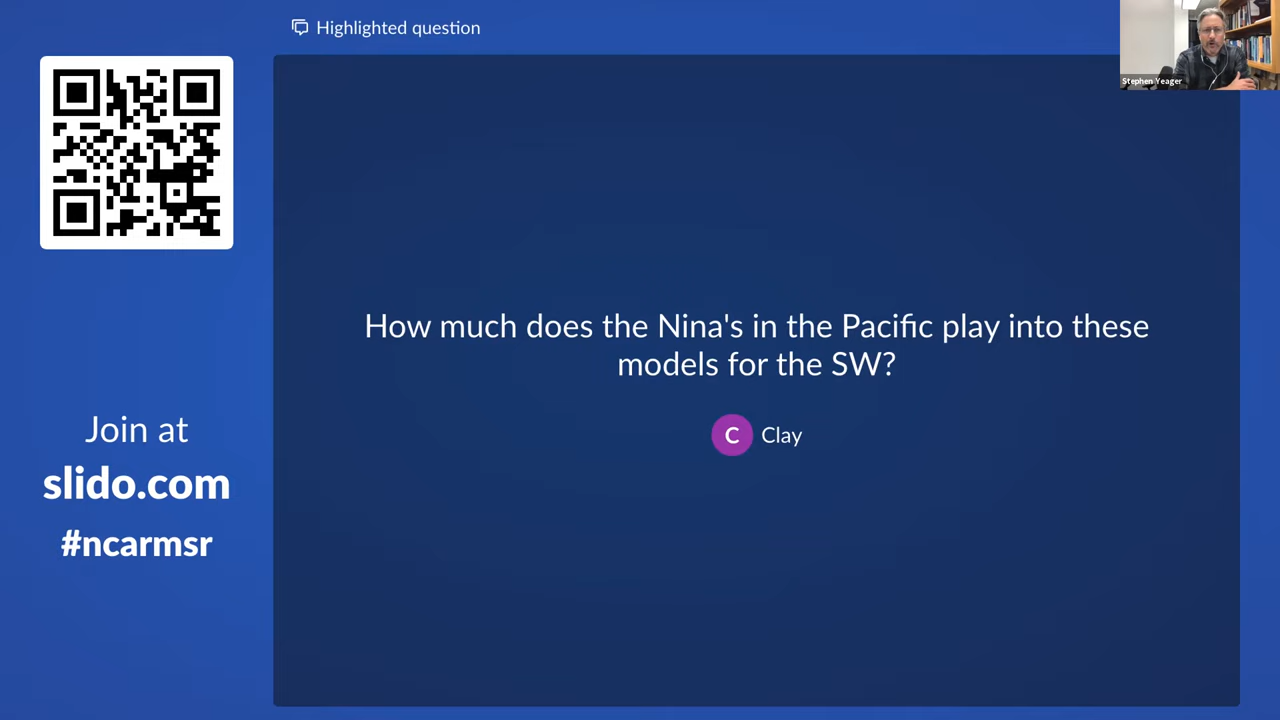 Highlighted question
Stephen Yeager
How much does the Nina's in the Pacific play into these
models for the SW?
C Clay
Join at
slido.com
#ncarmsr